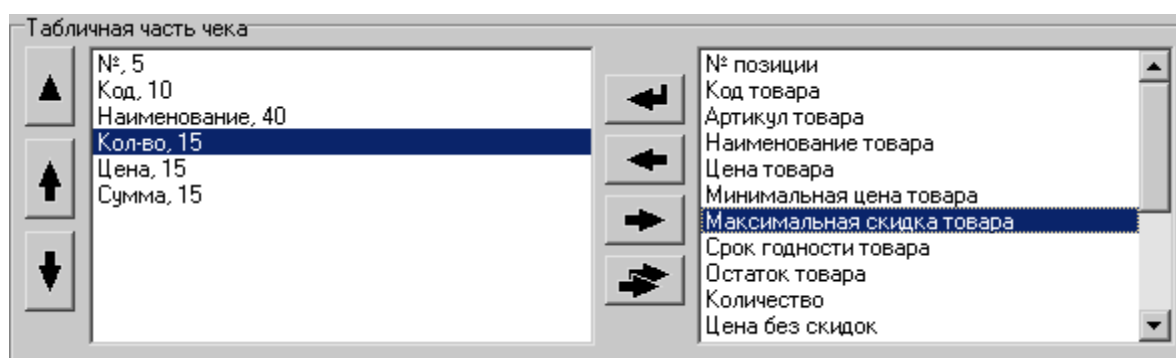 Табличная часть чека
№, 5
Код, 10
Наименование, 40
Кол-во, 15
Цена, 15
Сумма, 15
№ позиции
Код товара
Артикул товара
Наименование товара
Цена товара
Минимальная цена товара
Максимальная скидка товара
Срок годности товара
Остаток товара
Количество
Цена без скидок